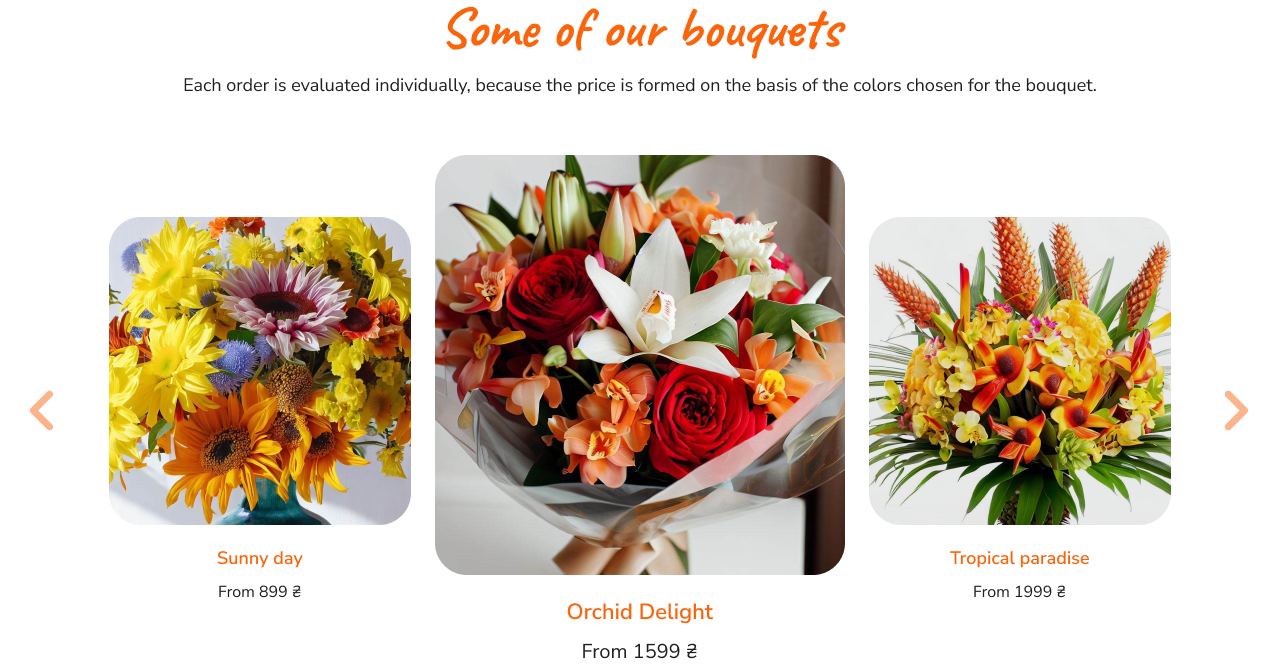 Some of our bouquets
Each order is evaluated individually, because the price is formed on the basis of the colors chosen for the bouquet.
Sunny day
From 899 ₴
Orchid Delight
From 1599 ₴
Tropical paradise
From 1999 ₴